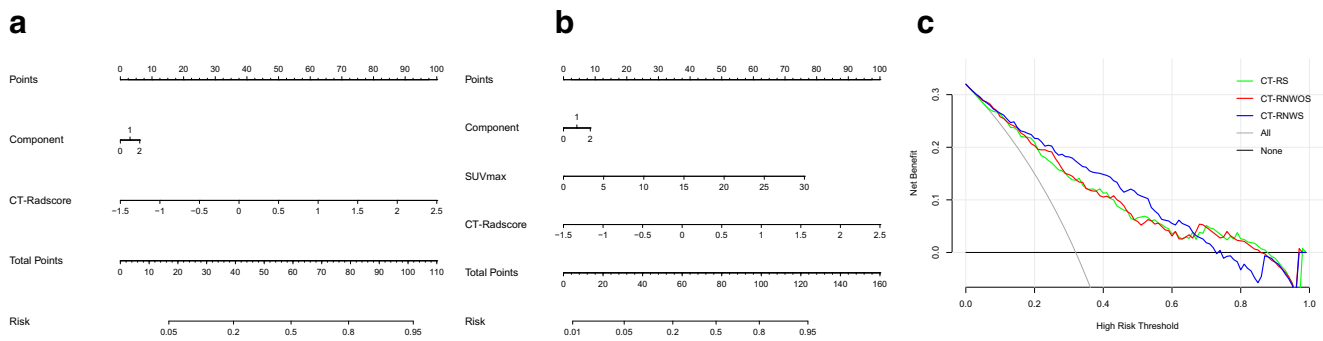 a
Points
0 10 20 30 40 50 60 70 80 90 100
Component
1
0 2
CT-Radscore
−1.5 −1 −0.5 0 0.5 1 1.5 2 2.5
Total Points
0 10 20 30 40 50 60 70 80 90 100 110
Risk
0.05 0.2 0.5 0.8 0.95
b
Points
0 10 20 30 40 50 60 70 80 90 100
Component
1
0 2
SUVmax
0 5 10 15 20 25 30
CT-Radscore
−1.5 −1 −0.5 0 0.5 1 1.5 2 2.5
Total Points
0 20 40 60 80 100 120 140 160
Risk
0.01 0.05 0.2 0.5 0.8 0.95
c
CT-RS
CT-RNWOS
CT-RNWS
All
None
Net Benefit
0.3
0.2
0.1
0.0
0.0 0.2 0.4 0.6 0.8 1.0
High Risk Threshold